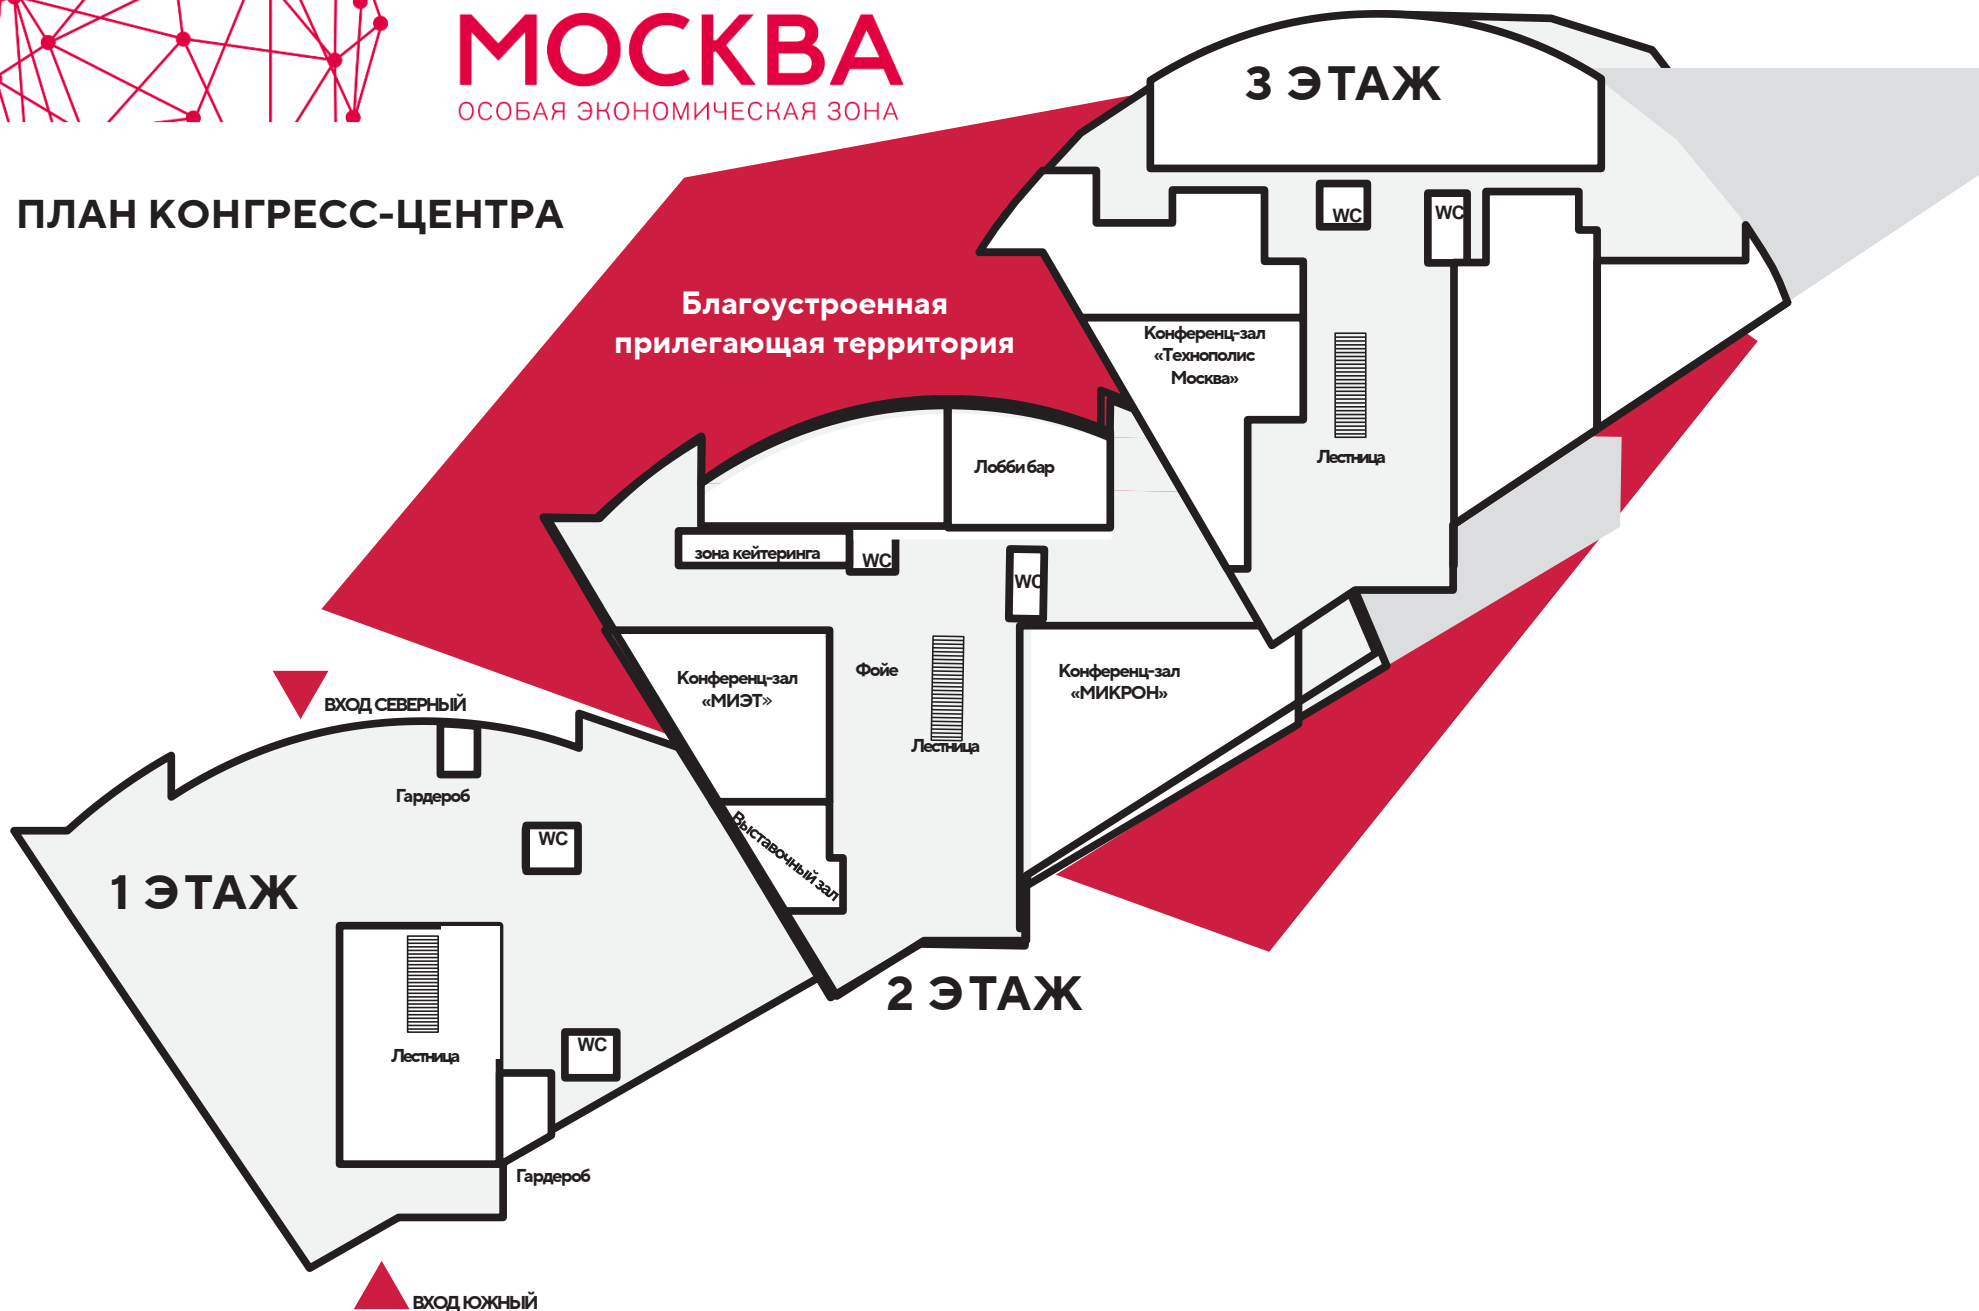 МОСКВА
ОСОБАЯ ЭКОНОМИЧЕСКАЯ ЗОНА
ПЛАН КОНГРЕСС-ЦЕНТРА
3 ЭТАЖ
WC
WC
Благоустроенная
прилегающая территория
Конференц-зал
«Технополис
Москва»
Лестница
Лобби бар
зона кейтеринга
WC
WC
Конференц-зал
«МИЭТ»
Фойе
Конференц-зал
«МИКРОН»
Лестница
Выставочный зал
2 ЭТАЖ
ВХОД СЕВЕРНЫЙ
Гардероб
WC
1 ЭТАЖ
WC
Лестница
Гардероб
ВХОД ЮЖНЫЙ